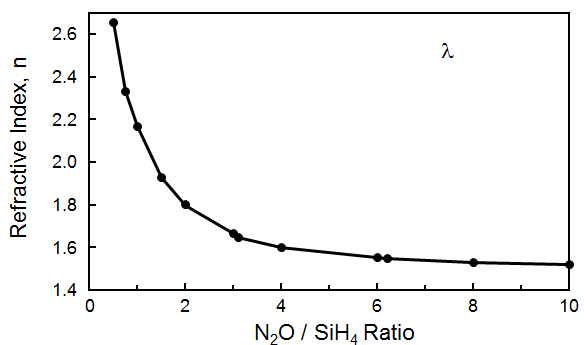 λ
Refractive Index, n
2.6
2.4
2.2
2.0
1.8
1.6
1.4
0 2 4 6 8 10
N₂O / SiH₄ Ratio